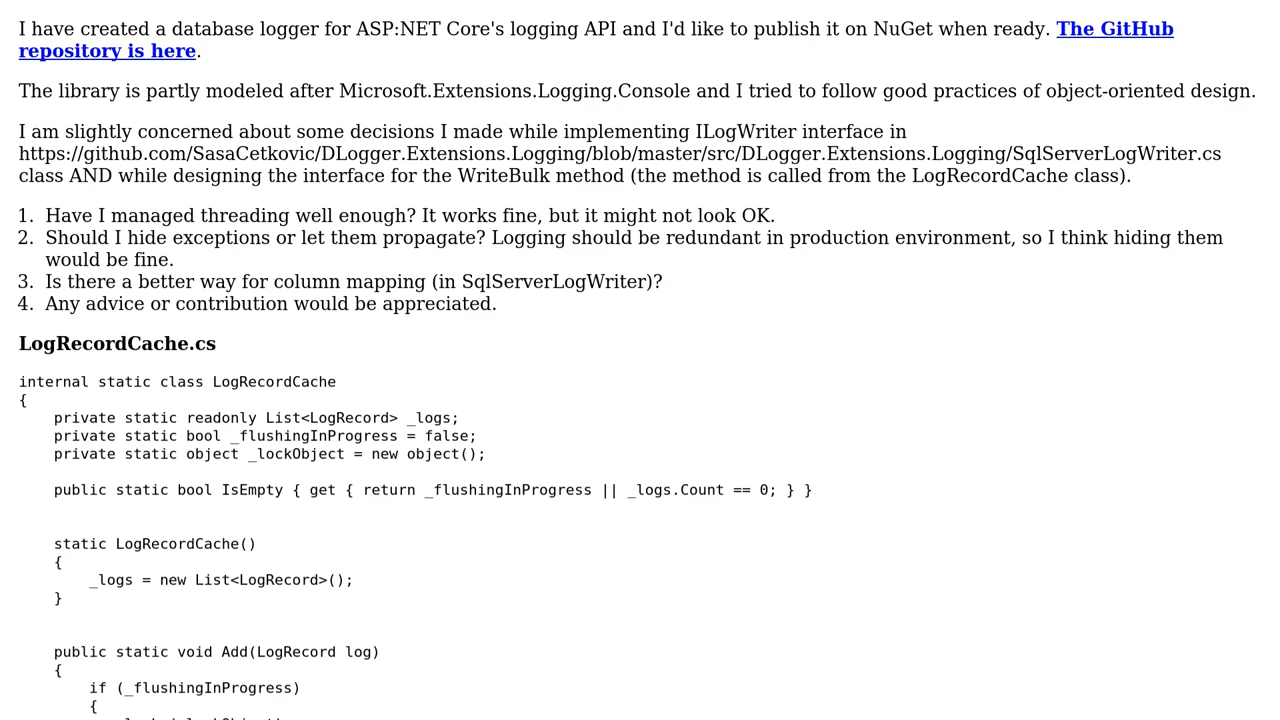 I have created a database logger for ASP:NET Core's logging API and I'd like to publish it on NuGet when ready. The GitHub
repository is here.
The library is partly modeled after Microsoft.Extensions.Logging.Console and I tried to follow good practices of object-oriented design.
I am slightly concerned about some decisions I made while implementing ILogWriter interface in
https://github.com/SasaCetkovic/DLogger.Extensions.Logging/blob/master/src/DLogger.Extensions.Logging/SqlServerLogWriter.cs
class AND while designing the interface for the WriteBulk method (the method is called from the LogRecordCache class).
1. Have I managed threading well enough? It works fine, but it might not look OK.
2. Should I hide exceptions or let them propagate? Logging should be redundant in production environment, so I think hiding them
would be fine.
3. Is there a better way for column mapping (in SqlServerLogWriter)?
4. Any advice or contribution would be appreciated.
LogRecordCache.cs
internal static class LogRecordCache
{
    private static readonly List<LogRecord> _logs;
    private static bool _flushingInProgress = false;
    private static object _lockObject = new object();
    public static bool IsEmpty { get { return _flushingInProgress || _logs.Count == 0; } }
    static LogRecordCache()
    {
        _logs = new List<LogRecord>();
    }
    public static void Add(LogRecord log)
    {
        if (_flushingInProgress)
        {